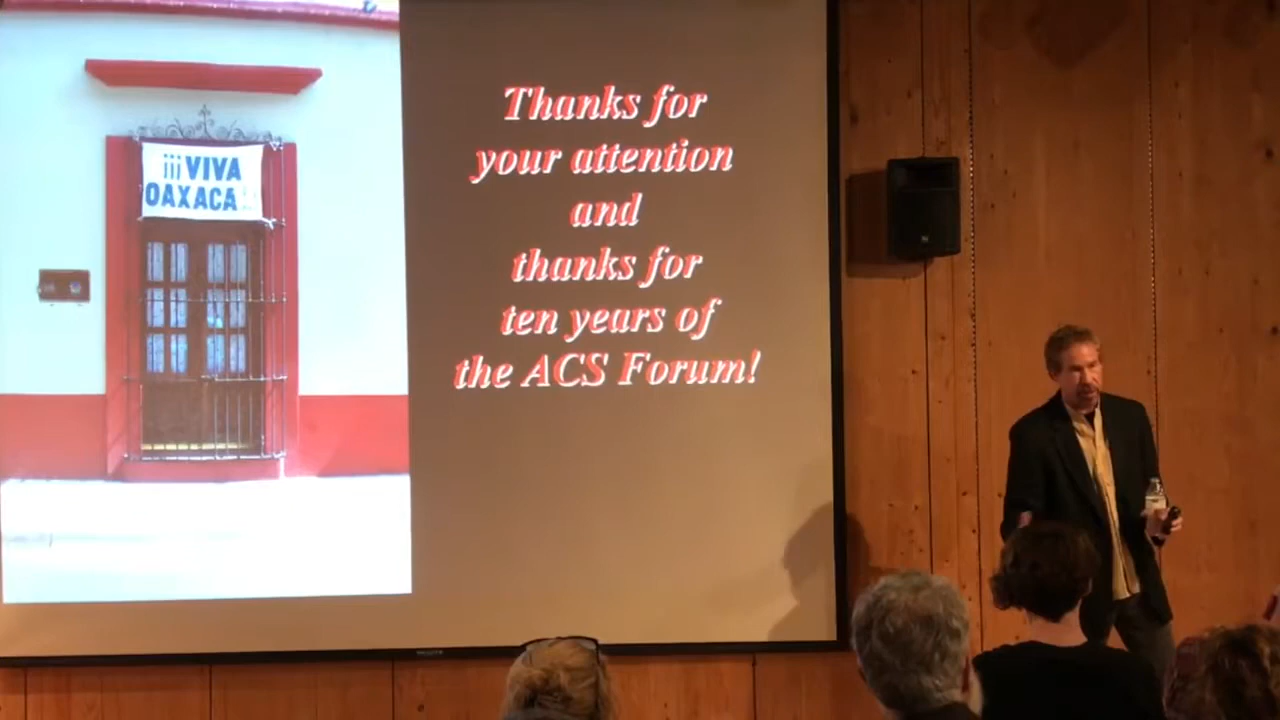 ¡¡¡VIVA
OAXACA
Thanks for
your attention
and
thanks for
ten years of
the ACS Forum!